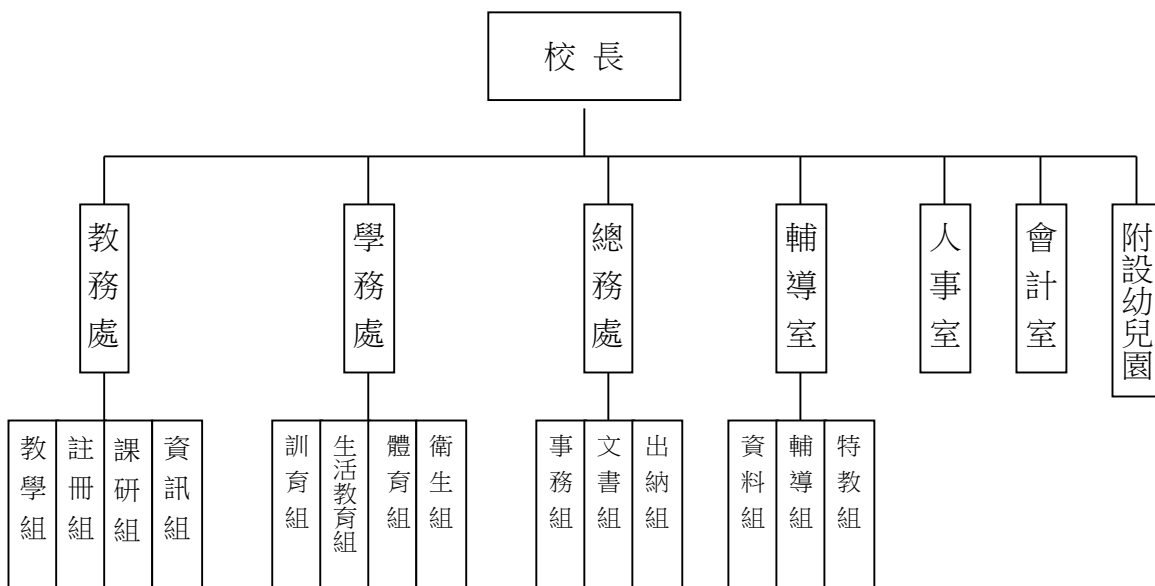 校長
教務處
學務處
總務處
輔導室
人事室
會計室
附設幼兒園
教學組
註冊組
課研組
資訊組
訓育組
生活教育組
體育組
衛生組
事務組
文書組
出納組
資料組
輔導組
特教組